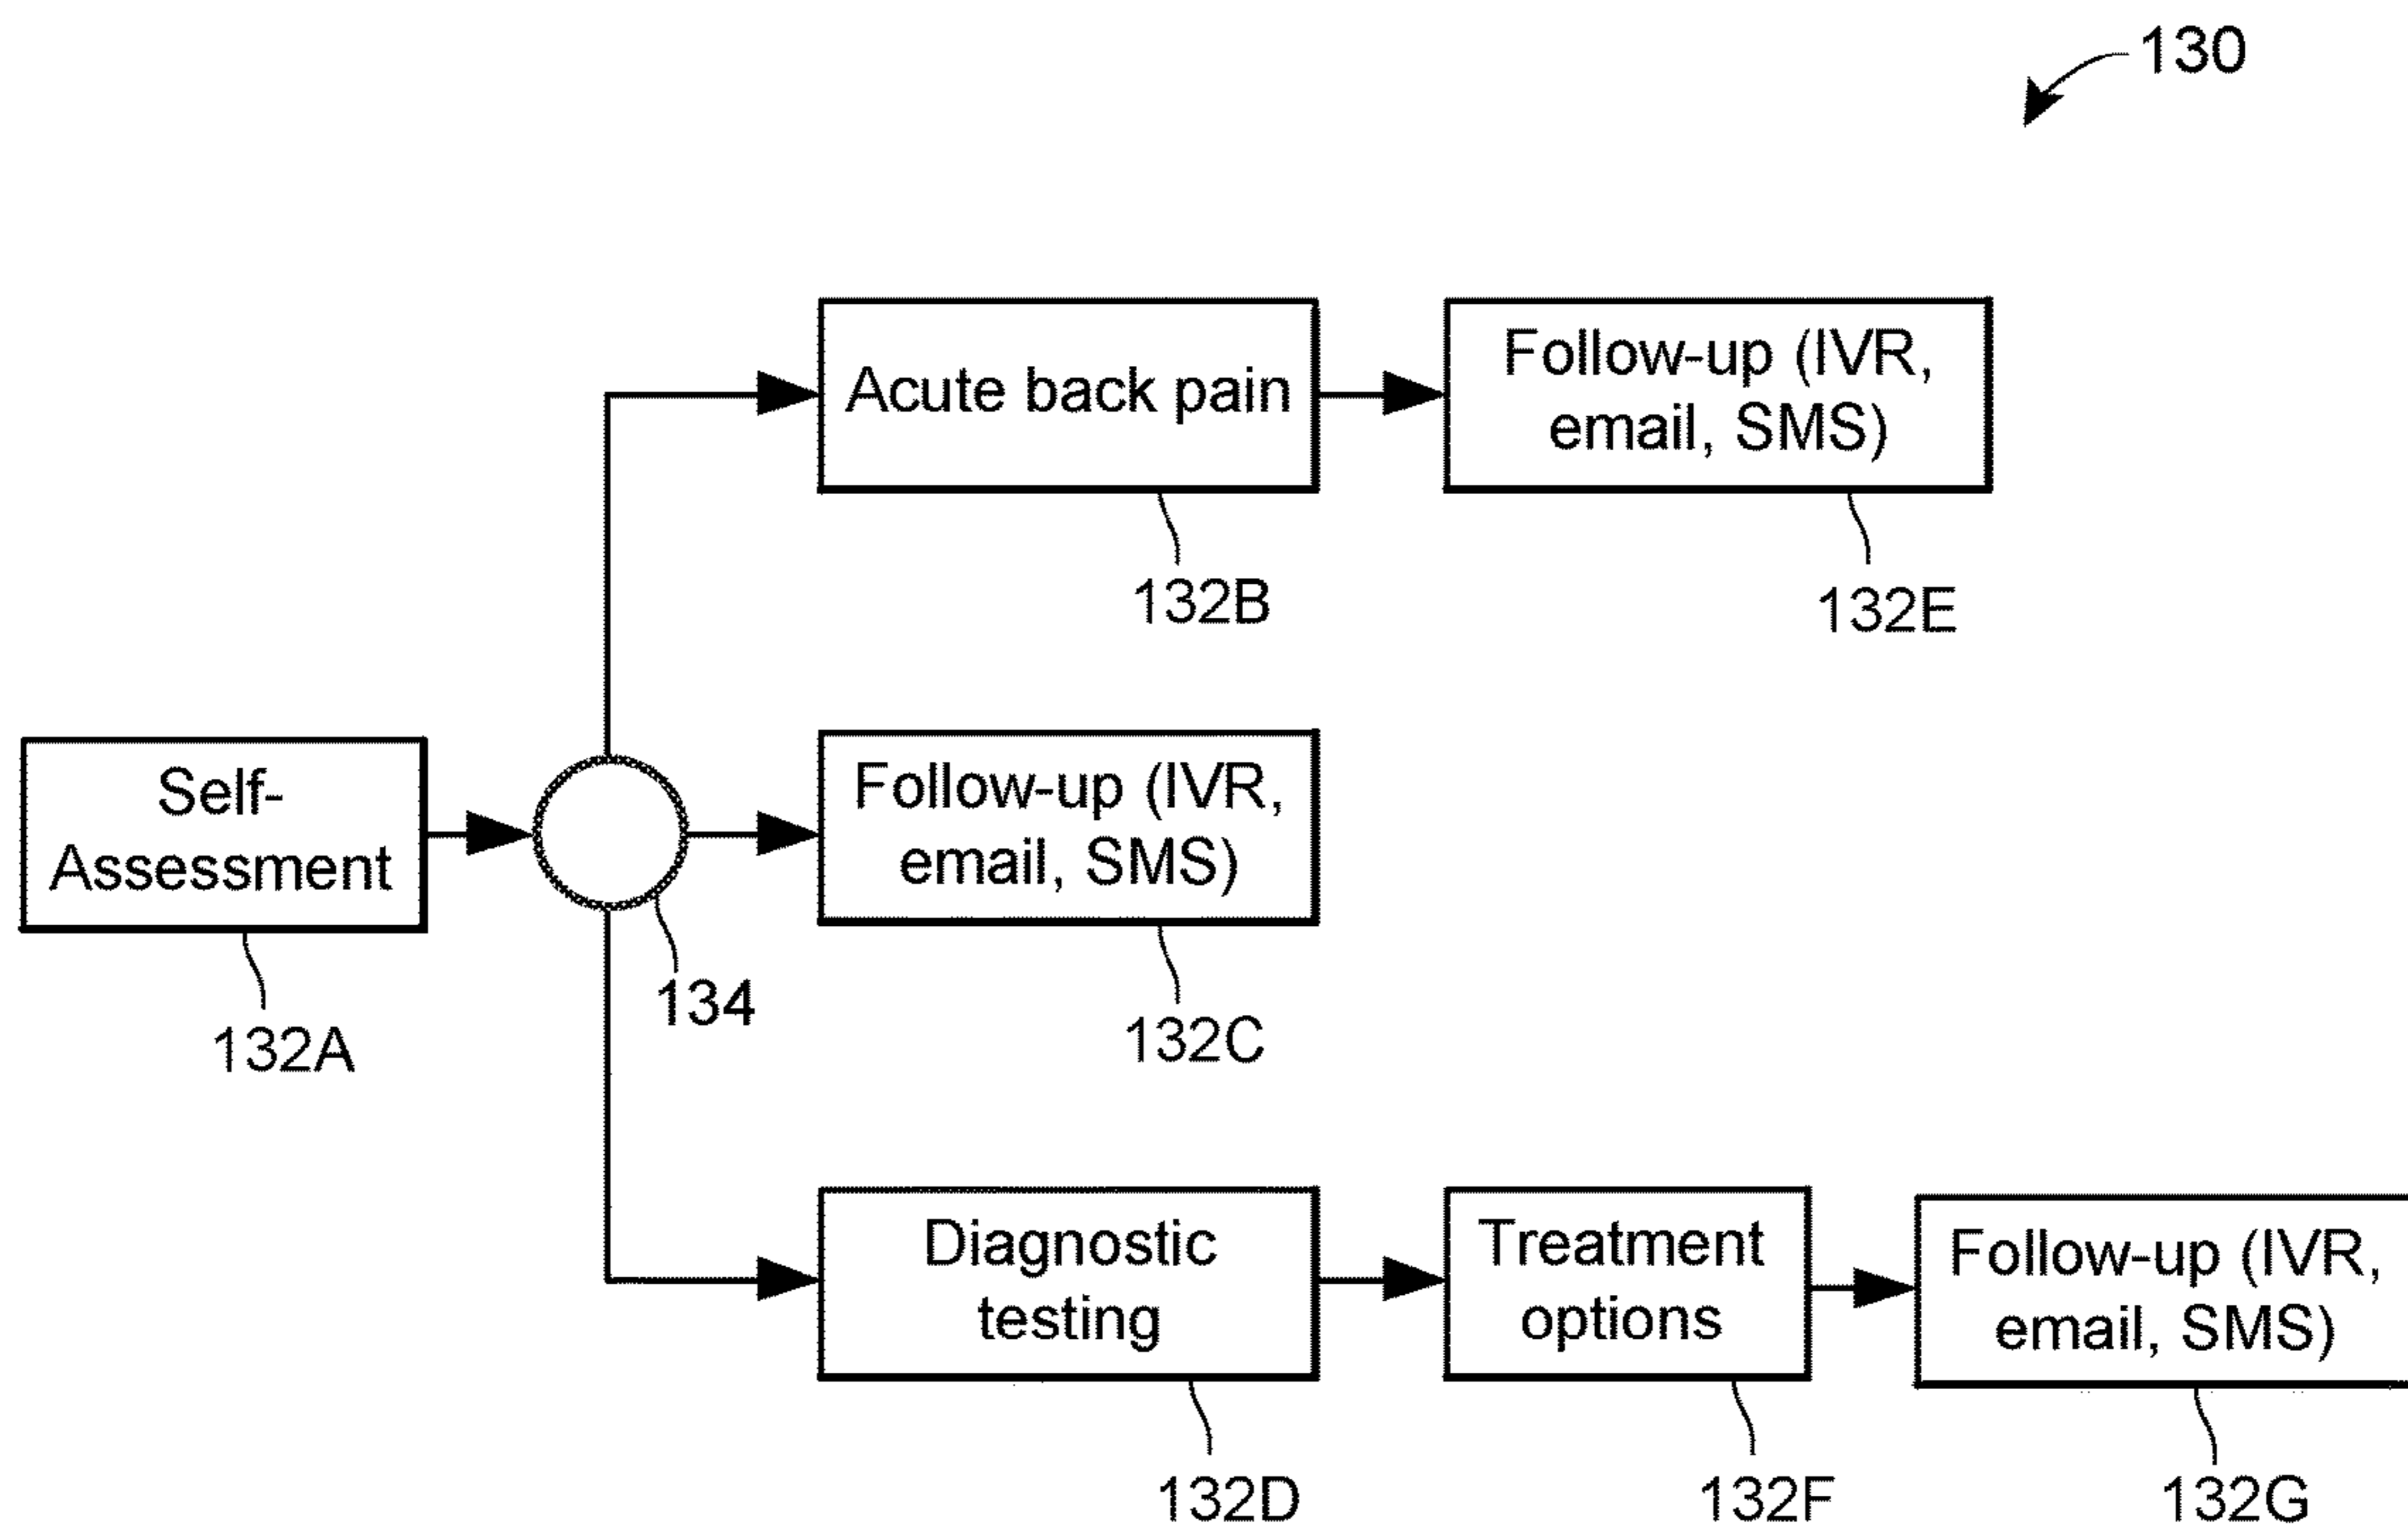 130
Acute back pain
Follow-up (IVR,
email, SMS)
132B
132E
Self-
Assessment
Follow-up (IVR,
email, SMS)
134
132A
132C
Diagnostic
testing
Treatment
options
Follow-up (IVR,
email, SMS)
132D
132F
132G